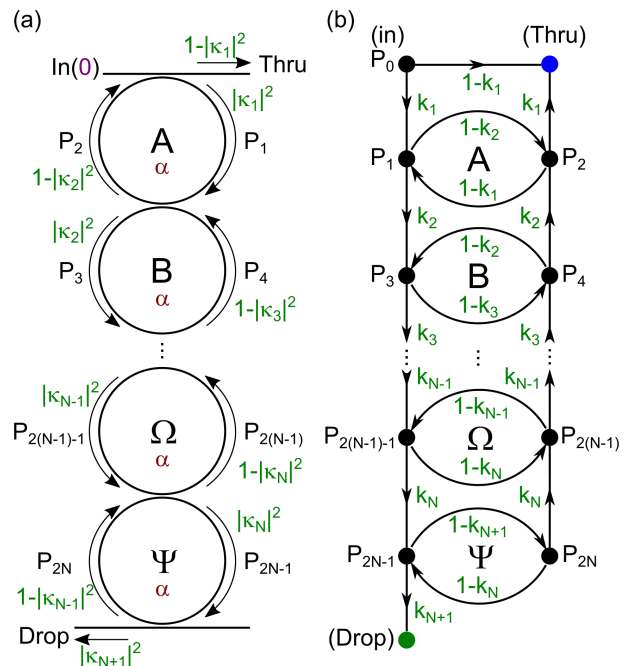 (a)
1-|κ1|²
In(0) Thru
|κ1|²
P2 A P1
α
1-|κ2|²
|κ2|²
P3 B P4
α
1-|κ3|²
⋮
|κN-1|²
P2(N-1)-1 Ω P2(N-1)
α
1-|κN|²
|κN|²
P2N Ψ P2N-1
α
1-|κN-1|²
Drop
|κN+1|²
(b)
(in) (Thru)
P0
1-k1
k1 k1
1-k2
P1 A P2
1-k1
k2 k2
1-k2
P3 B P4
1-k3
k3 k3
⋮ ⋮ ⋮
kN-1 kN-1
1-kN-1
P2(N-1)-1 Ω P2(N-1)
1-kN
kN kN
1-kN+1
P2N-1 Ψ P2N
1-kN
kN+1
(Drop)